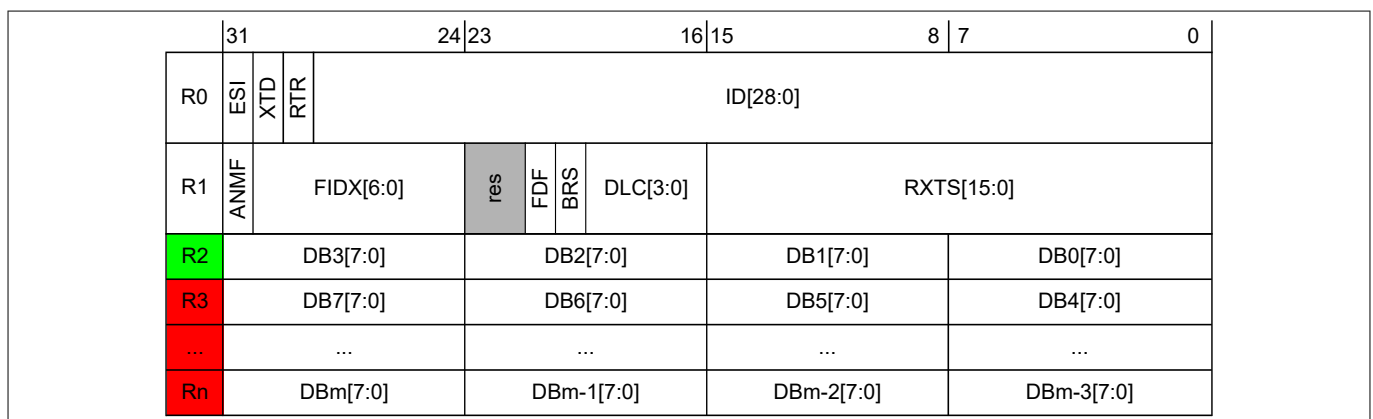 31 24 23 16 15 8 7 0
R0 ESI XTD RTR ID[28:0]
R1 ANMF FIDX[6:0] res FDF BRS DLC[3:0] RXTS[15:0]
R2 DB3[7:0] DB2[7:0] DB1[7:0] DB0[7:0]
R3 DB7[7:0] DB6[7:0] DB5[7:0] DB4[7:0]
... ... ... ... ...
Rn DBm[7:0] DBm-1[7:0] DBm-2[7:0] DBm-3[7:0]